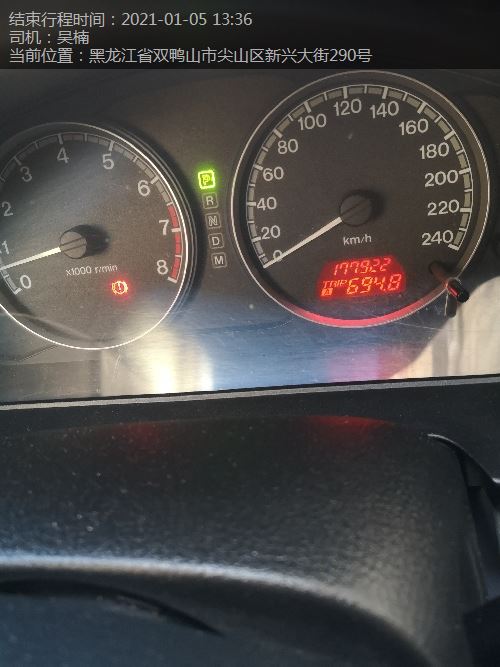 结束行程时间：2021-01-05 13:36
司机：吴楠
当前位置：黑龙江省双鸭山市尖山区新兴大街290号
0
1
2
3
4
5
6
7
8
x1000 r/min
P
R
N
D
M
0
20
40
60
80
100
120
140
160
180
200
220
240
km/h
177922
TRIP A 694.8